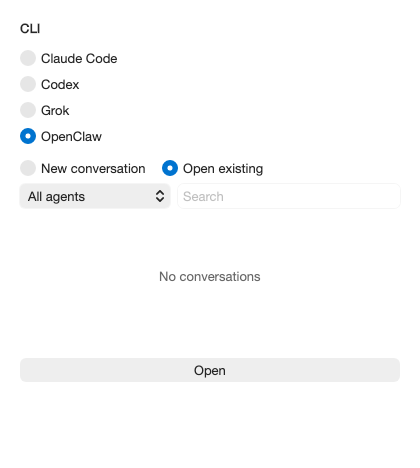 CLI
Claude Code
Codex
Grok
OpenClaw
New conversation Open existing
All agents Search
No conversations
Open